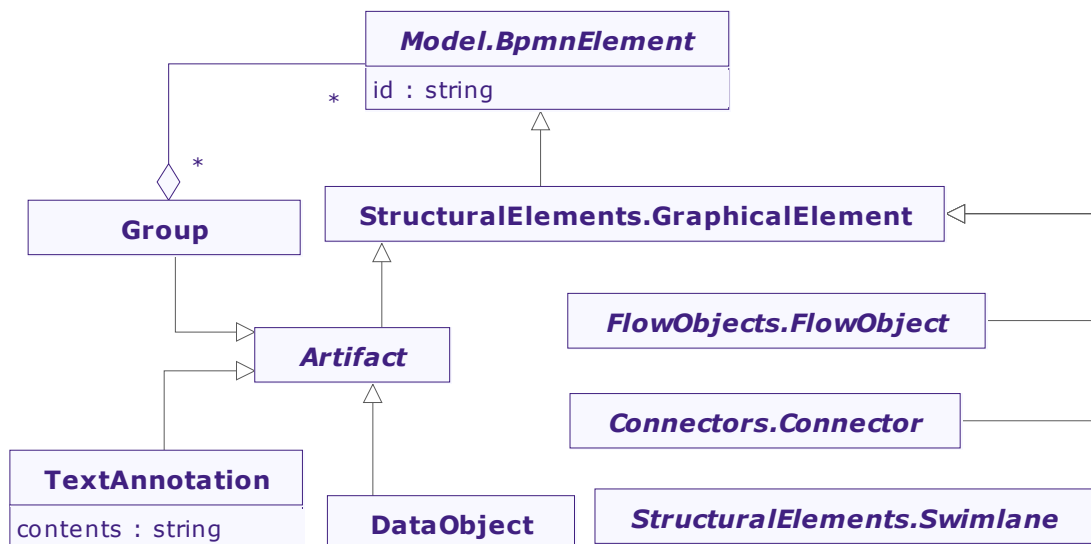 Model.BpmnElement
id : string
*
*
StructuralElements.GraphicalElement
Group
FlowObjects.FlowObject
Artifact
Connectors.Connector
TextAnnotation
contents : string
DataObject
StructuralElements.Swimlane